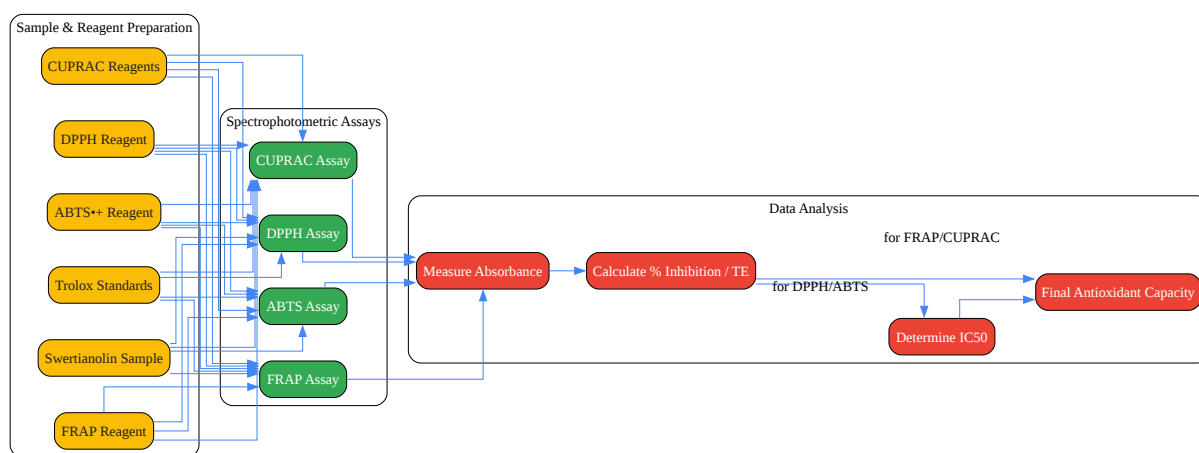 Sample & Reagent Preparation
CUPRAC Reagents
DPPH Reagent
ABTS•+ Reagent
Trolox Standards
Swertianolin Sample
FRAP Reagent
Spectrophotometric Assays
CUPRAC Assay
DPPH Assay
ABTS Assay
FRAP Assay
Data Analysis
for FRAP/CUPRAC
Measure Absorbance
Calculate % Inhibition / TE
for DPPH/ABTS
Final Antioxidant Capacity
Determine IC50